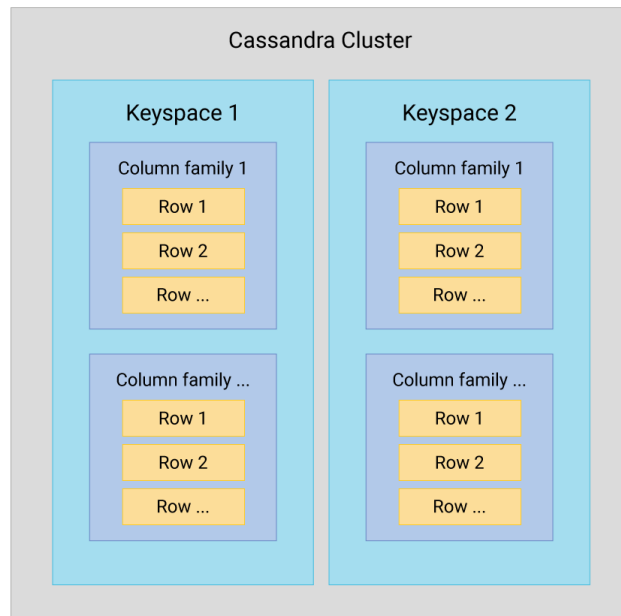 Cassandra Cluster
Keyspace 1
Column family 1
Row 1
Row 2
Row ...
Column family ...
Row 1
Row 2
Row ...
Keyspace 2
Column family 1
Row 1
Row 2
Row ...
Column family ...
Row 1
Row 2
Row ...